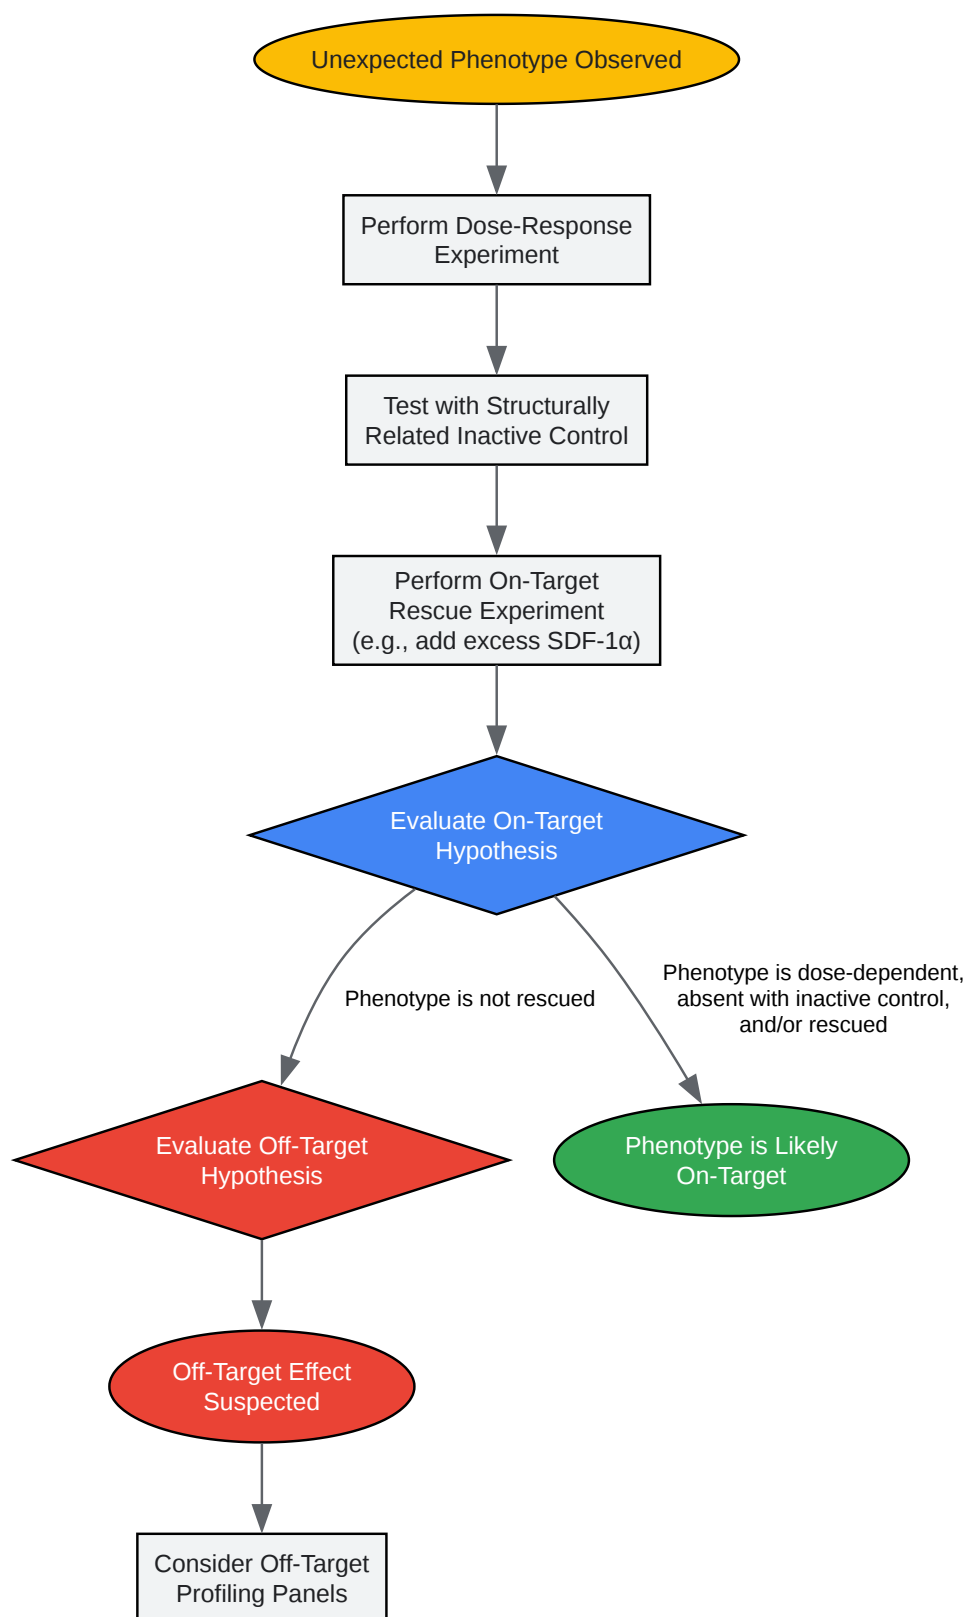 Unexpected Phenotype Observed
Perform Dose-Response
Experiment
Test with Structurally
Related Inactive Control
Perform On-Target
Rescue Experiment
(e.g., add excess SDF-1α)
Evaluate On-Target
Hypothesis
Phenotype is not rescued
Phenotype is dose-dependent,
absent with inactive control,
and/or rescued
Evaluate Off-Target
Hypothesis
Phenotype is Likely
On-Target
Off-Target Effect
Suspected
Consider Off-Target
Profiling Panels